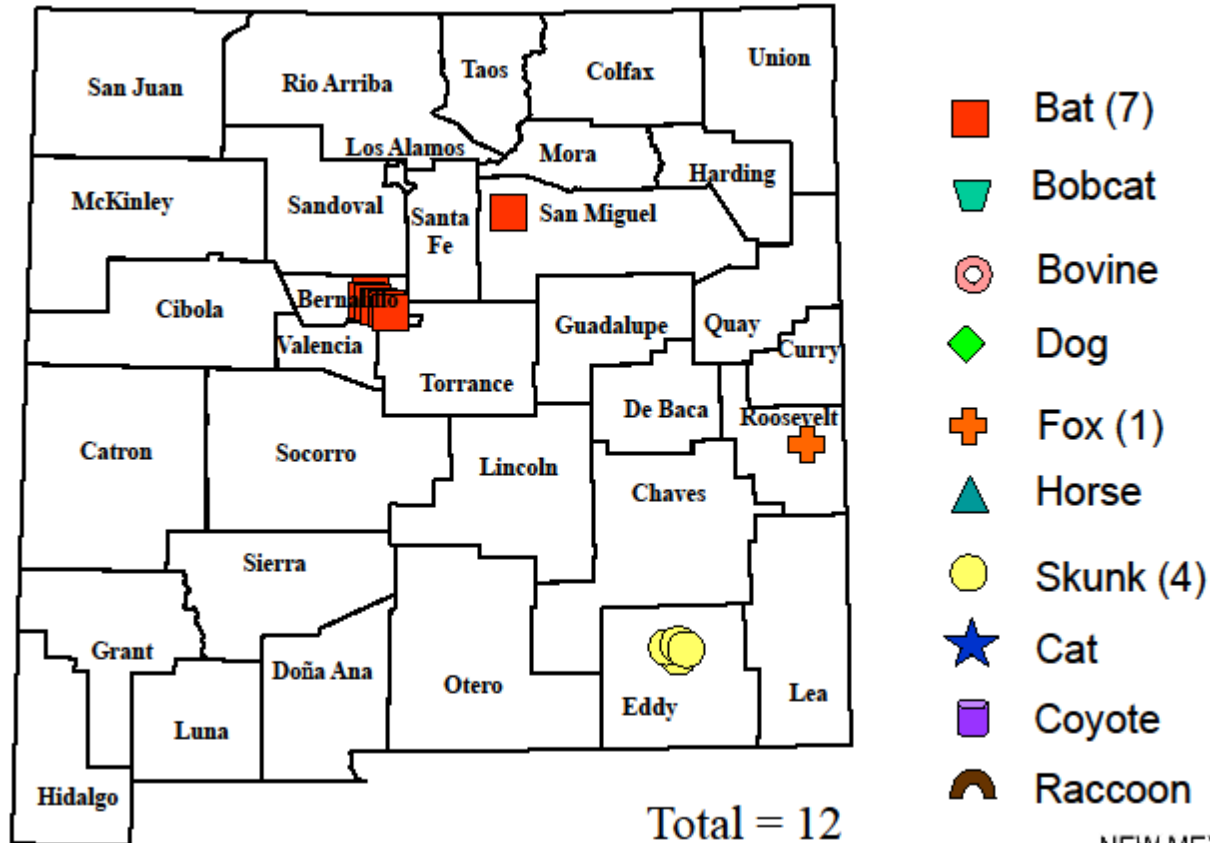 San Juan
Rio Arriba
Taos
Colfax
Union
Los Alamos
Mora
Harding
McKinley
Sandoval
Santa
Fe
San Miguel
Cibola
Bernalillo
Valencia
Torrance
Guadalupe
Quay
Curry
De Baca
Roosevelt
Catron
Socorro
Lincoln
Chaves
Sierra
Grant
Doña Ana
Otero
Eddy
Lea
Luna
Hidalgo
Total = 12
Bat (7)
Bobcat
Bovine
Dog
Fox (1)
Horse
Skunk (4)
Cat
Coyote
Raccoon